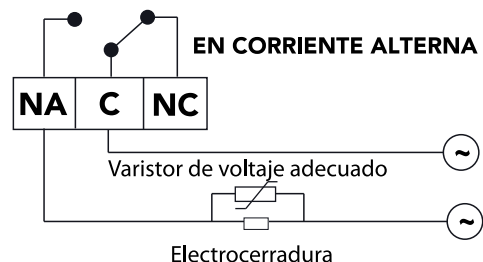 EN CORRIENTE ALTERNA
NA C NC
~
Varistor de voltaje adecuado
~
Electrocerradura